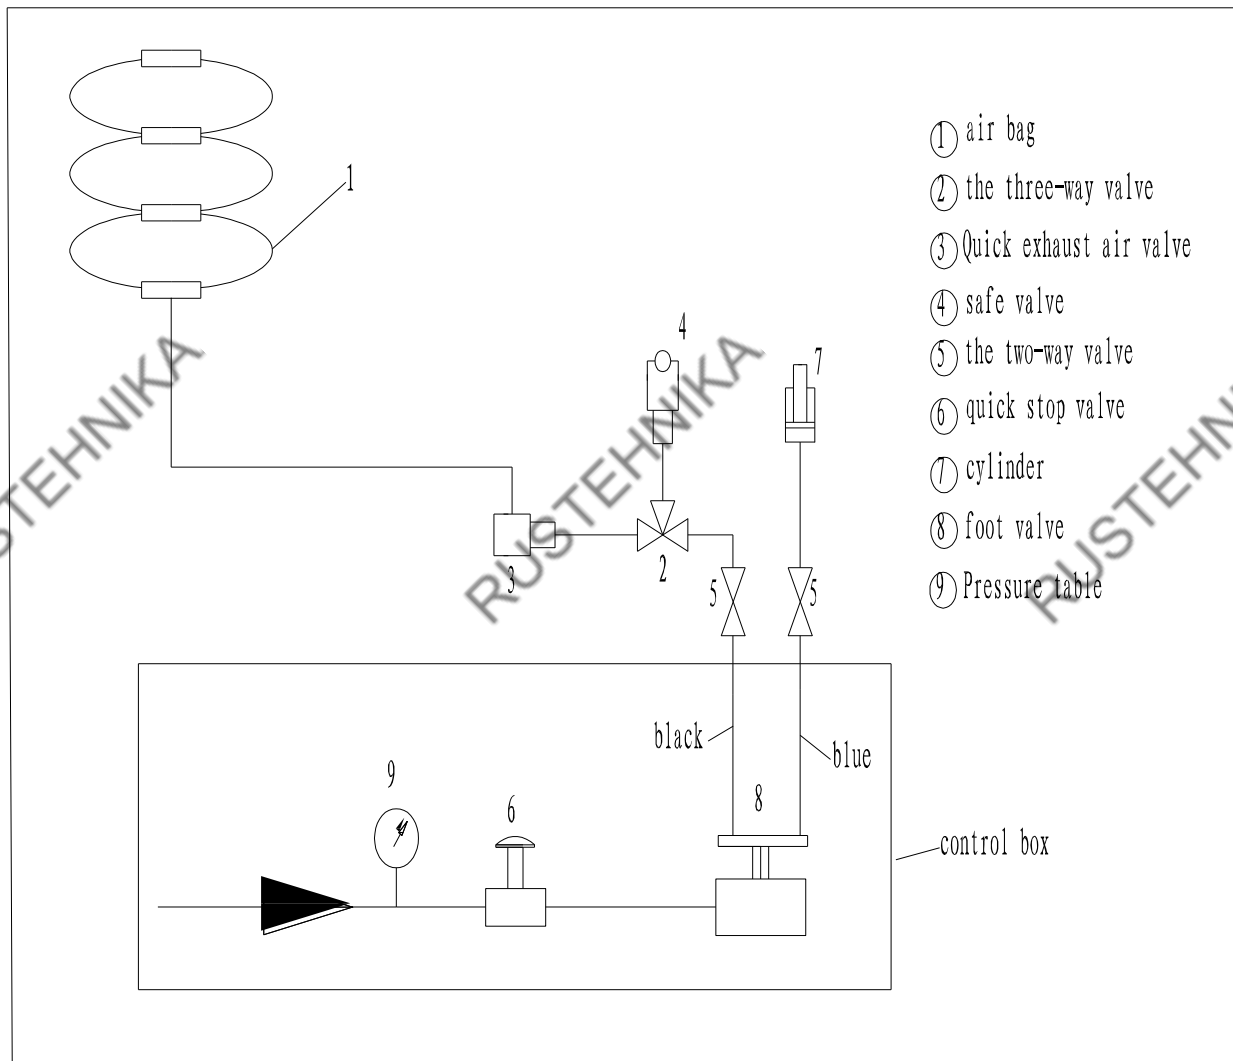 ① air bag
1
② the three-way valve
③ Quick exhaust air valve
④ safe valve
4
⑤ the two-way valve
7
⑥ quick stop valve
RUSTEHNIKA
RUSTEHNIKA
RUSTEHNIKA
⑦ cylinder
⑧ foot valve
2
3
5
5
⑨ Pressure table
black
blue
9
6
8
control box